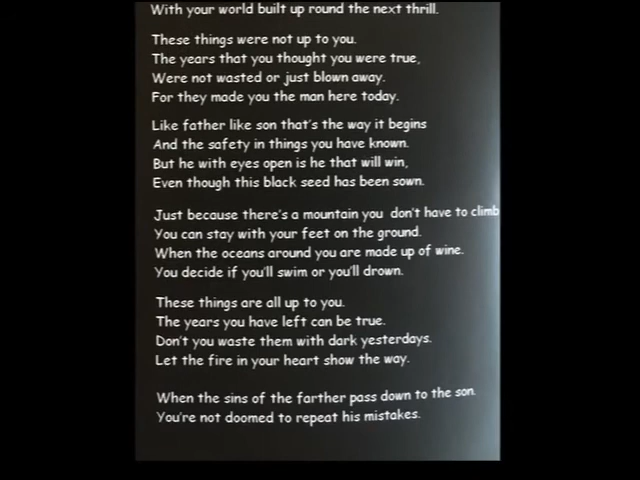 With your world built up round the next thrill.
These things were not up to you.
The years that you thought you were true,
Were not wasted or just blown away.
For they made you the man here today.
Like father like son that's the way it begins
And the safety in things you have known.
But he with eyes open is he that will win,
Even though this black seed has been sown.
Just because there's a mountain you don't have to climb
You can stay with your feet on the ground.
When the oceans around you are made up of wine.
You decide if you'll swim or you'll drown.
These things are all up to you.
The years you have left can be true.
Don't you waste them with dark yesterdays.
Let the fire in your heart show the way.
When the sins of the farther pass down to the son.
You're not doomed to repeat his mistakes.